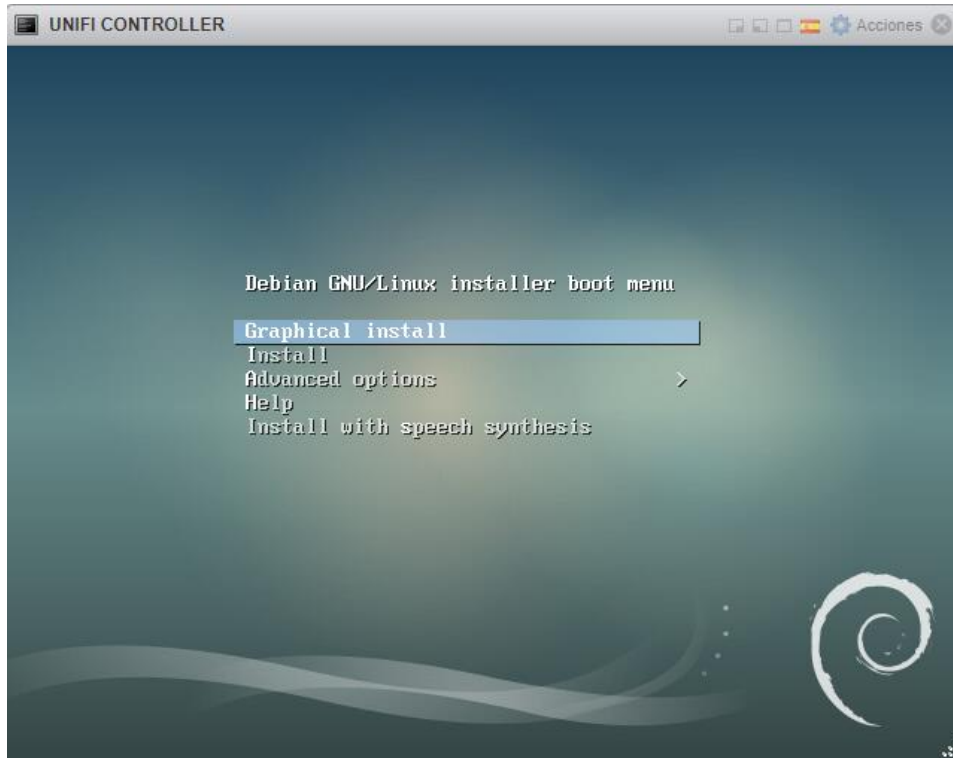 UNIFI CONTROLLER
Acciones
Debian GNU/Linux installer boot menu
Graphical install
Install
Advanced options >
Help
Install with speech synthesis